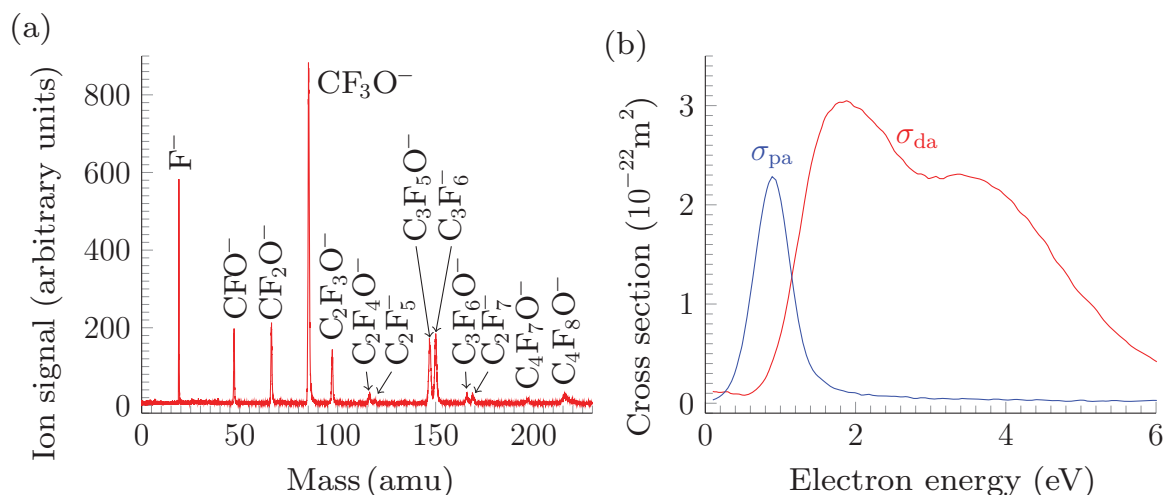 (a)
Ion signal (arbitrary units)
800
600
400
200
0
F⁻
CFO⁻
CF₂O⁻
CF₃O⁻
C₂F₃O⁻
C₂F₄O⁻
C₂F₅⁻
C₃F₅O⁻
C₃F₆⁻
C₃F₆O⁻
C₂F₇⁻
C₄F₇O⁻
C₄F₈O⁻
0 50 100 150 200
Mass (amu)
(b)
Cross section (10⁻²²m²)
3
2
1
0
σpa
σda
0 2 4 6
Electron energy (eV)